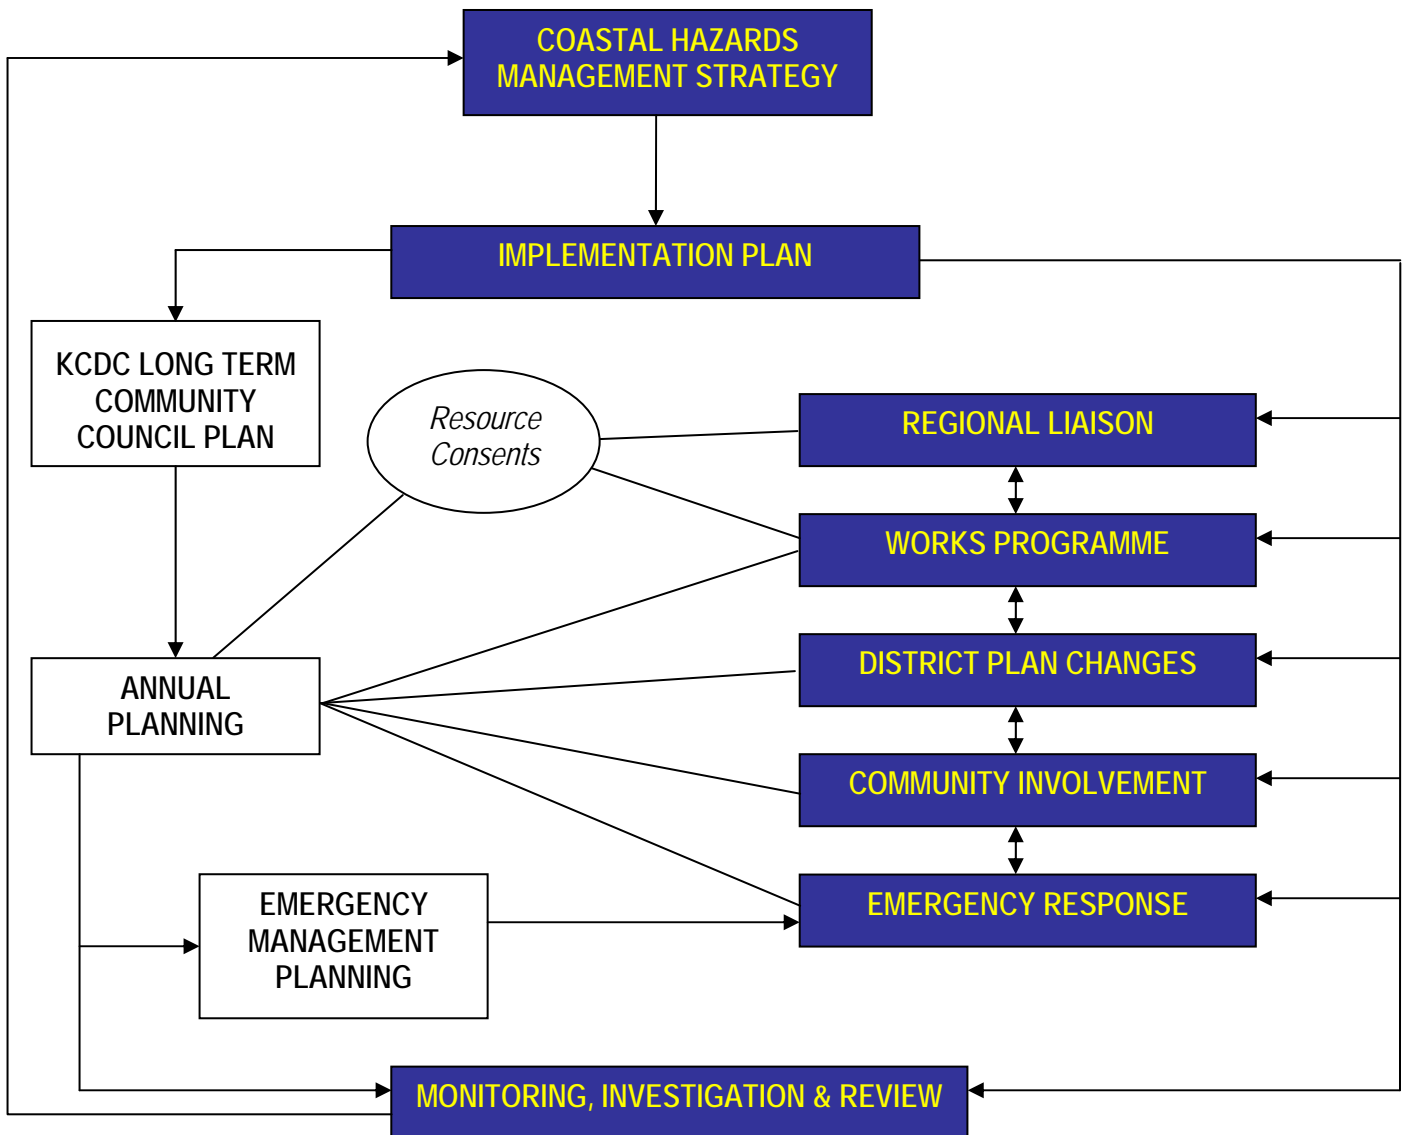 COASTAL HAZARDS
MANAGEMENT STRATEGY
IMPLEMENTATION PLAN
KCDC LONG TERM
COMMUNITY
COUNCIL PLAN
Resource
Consents
REGIONAL LIAISON
WORKS PROGRAMME
DISTRICT PLAN CHANGES
ANNUAL
PLANNING
COMMUNITY INVOLVEMENT
EMERGENCY
MANAGEMENT
PLANNING
EMERGENCY RESPONSE
MONITORING, INVESTIGATION & REVIEW